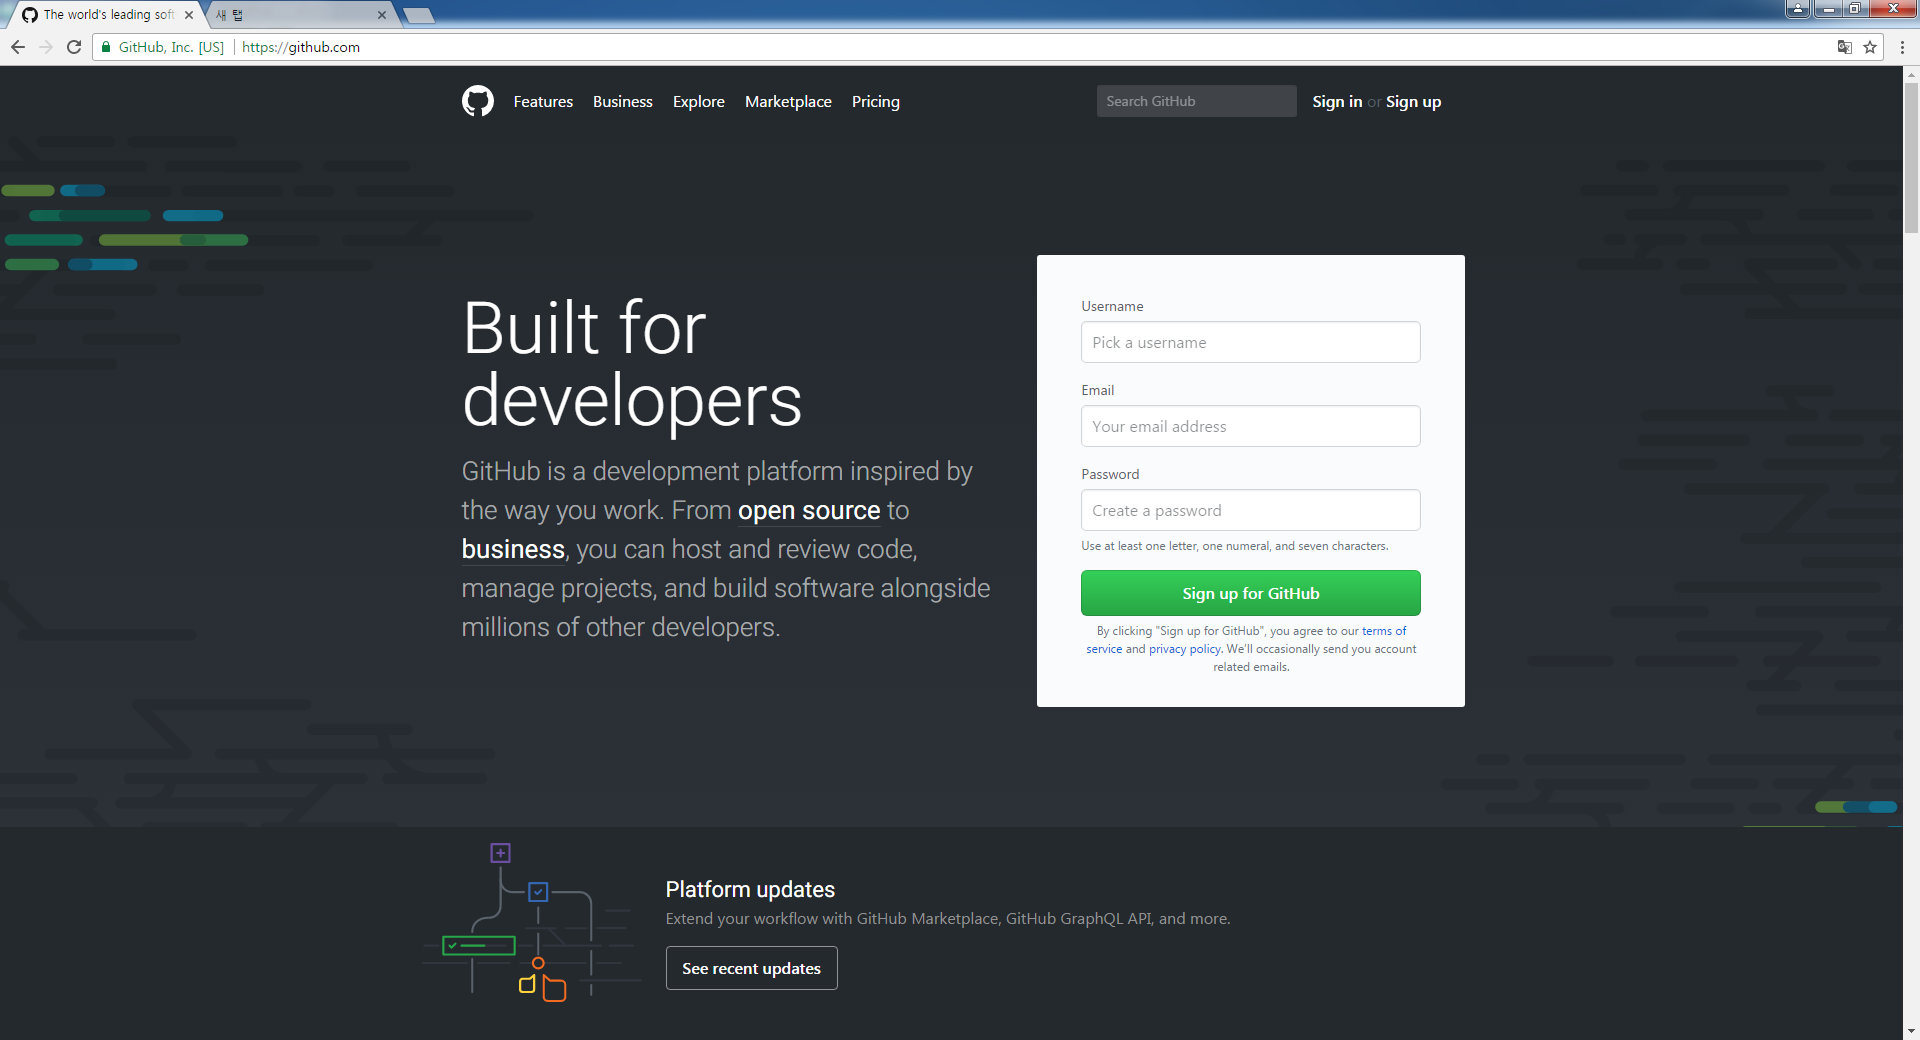 The world's leading soft
새 탭
GitHub, Inc. [US] https://github.com
Features Business Explore Marketplace Pricing Search GitHub Sign in or Sign up
Built for
developers
GitHub is a development platform inspired by
the way you work. From open source to
business, you can host and review code,
manage projects, and build software alongside
millions of other developers.
Username
Pick a username
Email
Your email address
Password
Create a password
Use at least one letter, one numeral, and seven characters.
Sign up for GitHub
By clicking "Sign up for GitHub", you agree to our terms of
service and privacy policy. We'll occasionally send you account
related emails.
Platform updates
Extend your workflow with GitHub Marketplace, GitHub GraphQL API, and more.
See recent updates